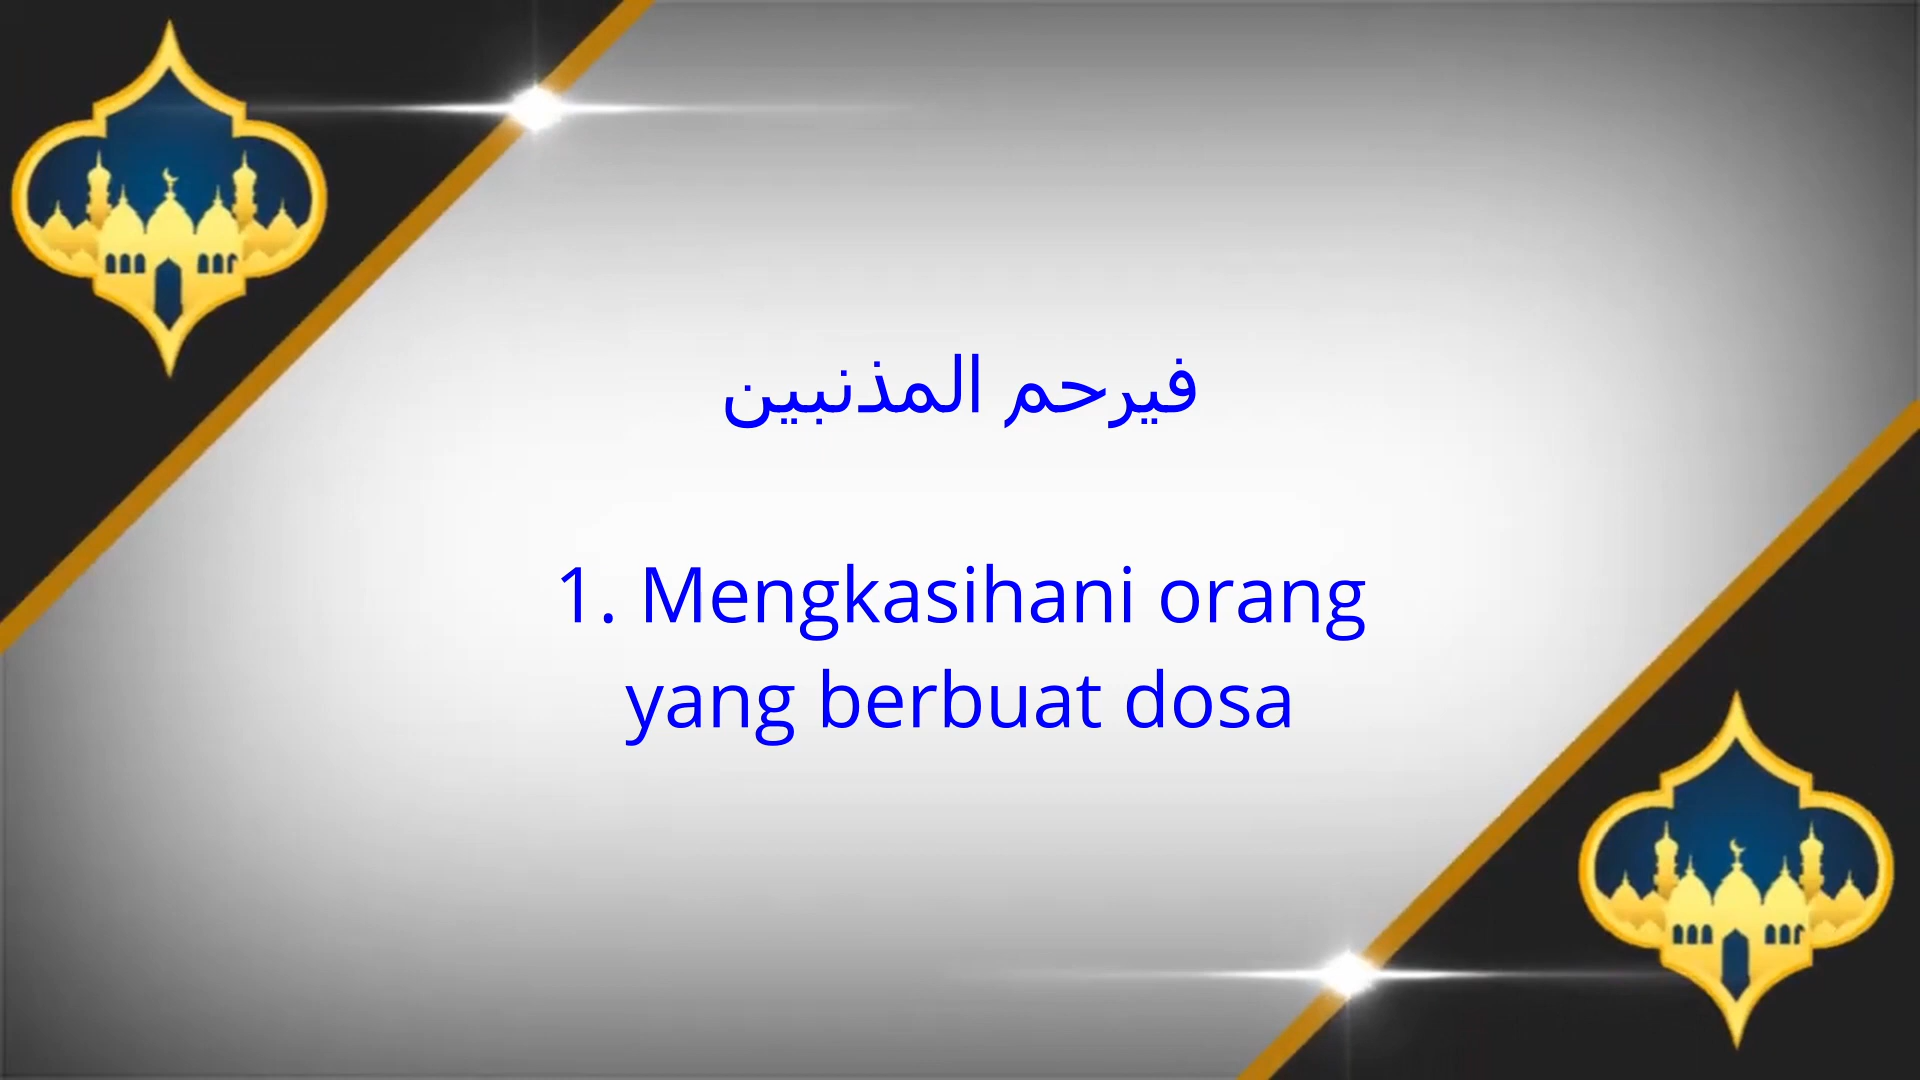 فيرحم المذنبين
1. Mengkasihani orang
yang berbuat dosa